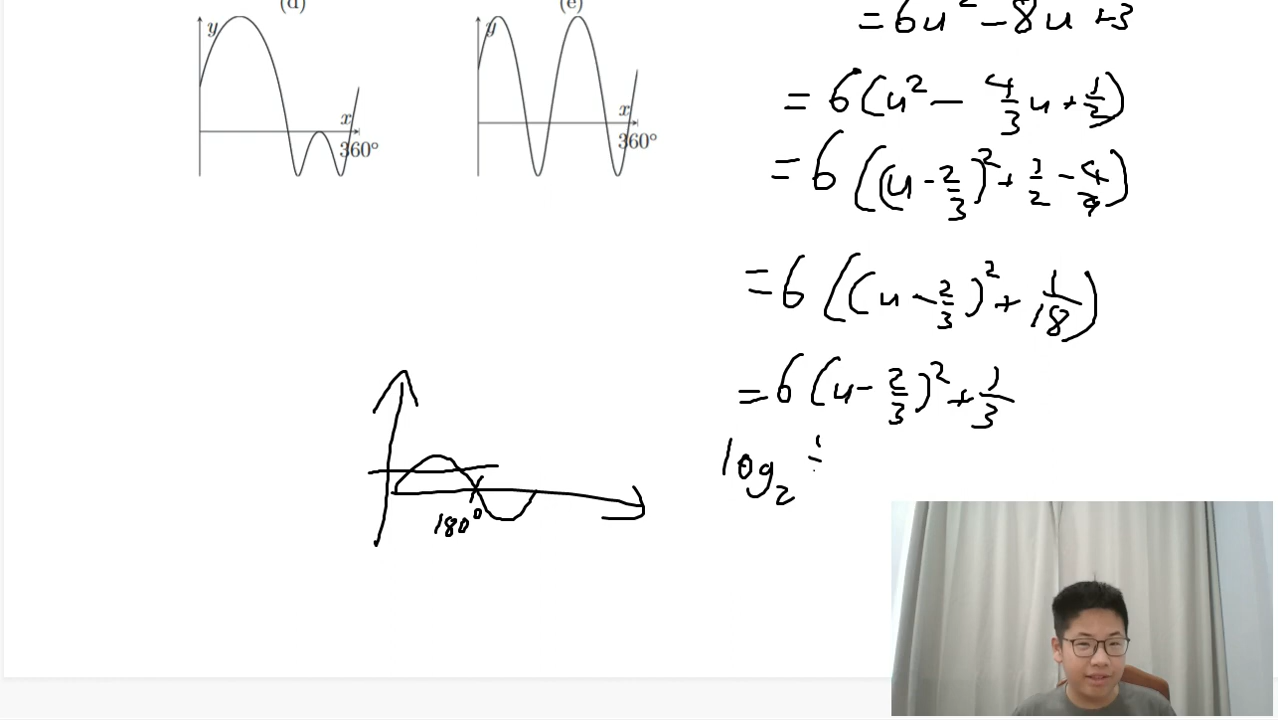 (d)
(e)
y
x
360°
y
x
360°
= 6u² - 8u + 3
= 6(u² - 4/3 u + 1/2)
= 6((u - 2/3)² + 1/2 - 4/9)
= 6((u - 2/3)² + 1/18)
= 6(u - 2/3)² + 1/3
log₂
180°